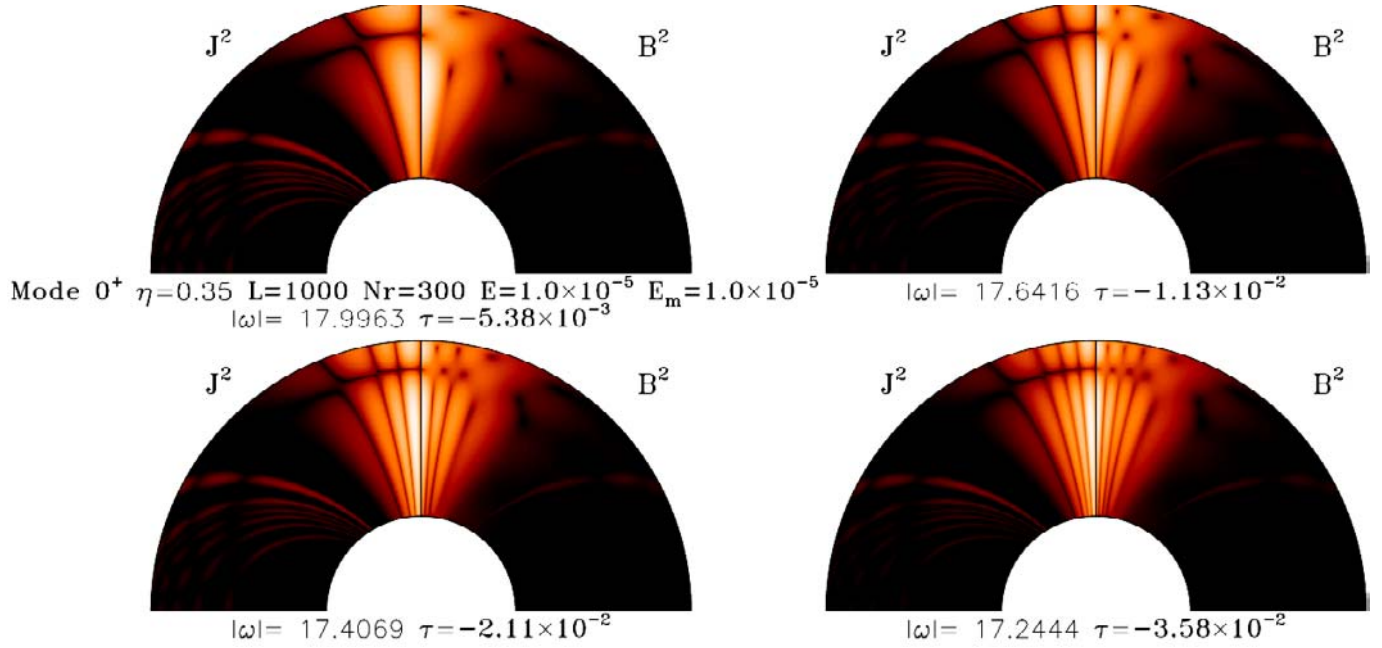 J² B² J² B²
Mode 0⁺ η=0.35 L=1000 Nr=300 E=1.0×10⁻⁵ Eₘ=1.0×10⁻⁵
|ω|= 17.9963 τ=−5.38×10⁻³
|ω|= 17.6416 τ=−1.13×10⁻²
J² B² J² B²
|ω|= 17.4069 τ=−2.11×10⁻²
|ω|= 17.2444 τ=−3.58×10⁻²